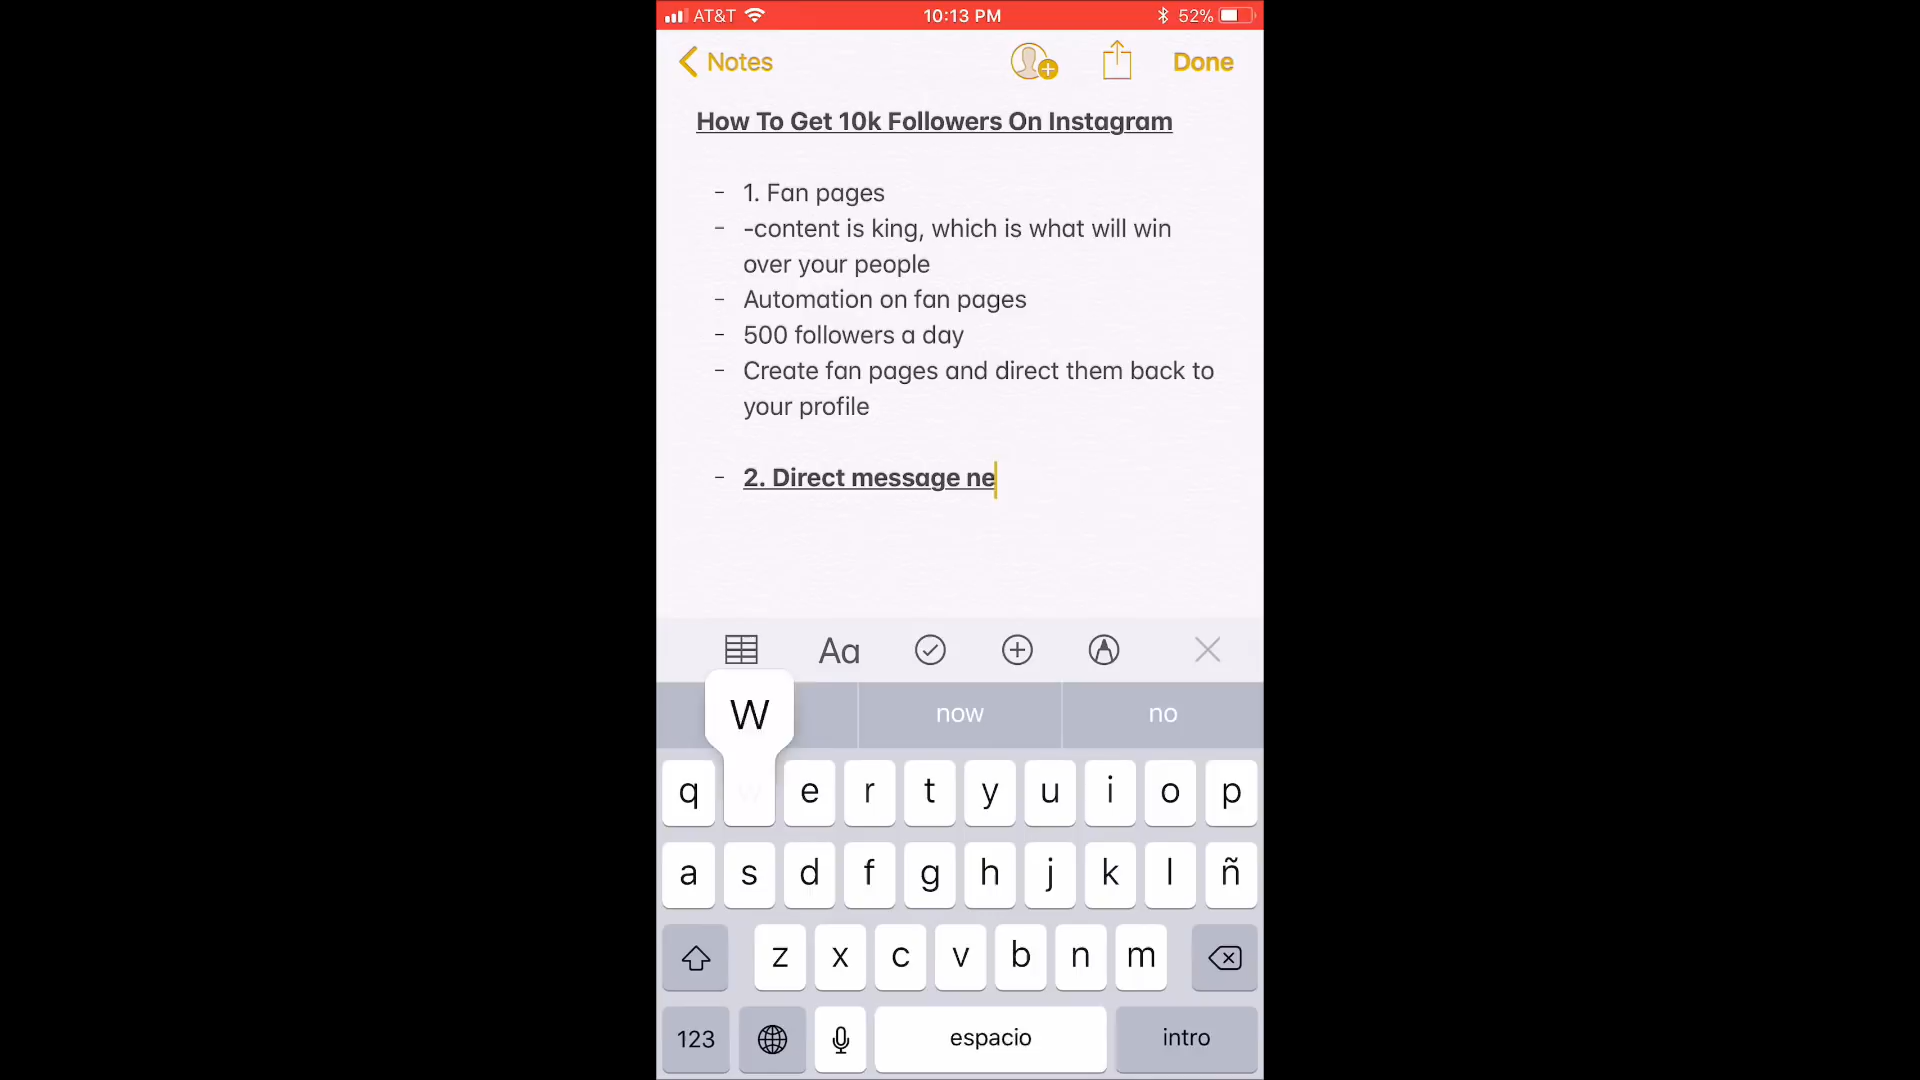 AT&T 10:13 PM 52%
Notes Done
How To Get 10k Followers On Instagram
- 1. Fan pages
- -content is king, which is what will win
over your people
- Automation on fan pages
- 500 followers a day
- Create fan pages and direct them back to
your profile
- 2. Direct message ne
Aa
W now no
q w e r t y u i o p
a s d f g h j k l ñ
z x c v b n m
123 espacio intro